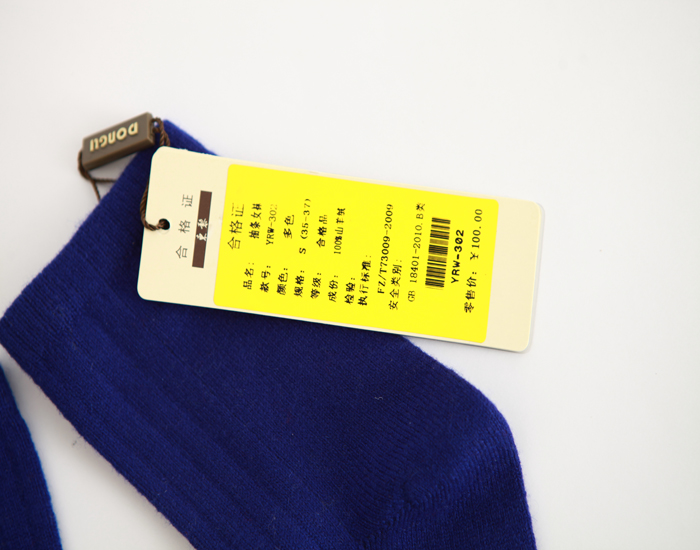 DONGLI
合格证
合格证
品名: 抽条女袜
款号: YRW-302
颜色: 多色
规格: S (35-37)
等级: 合格品
成份: 100%山羊绒
检验:
执行标准: FZ/T73009-2009
安全类别: GB 18401-2010, B类
YRW-302
零售价: ¥100.00